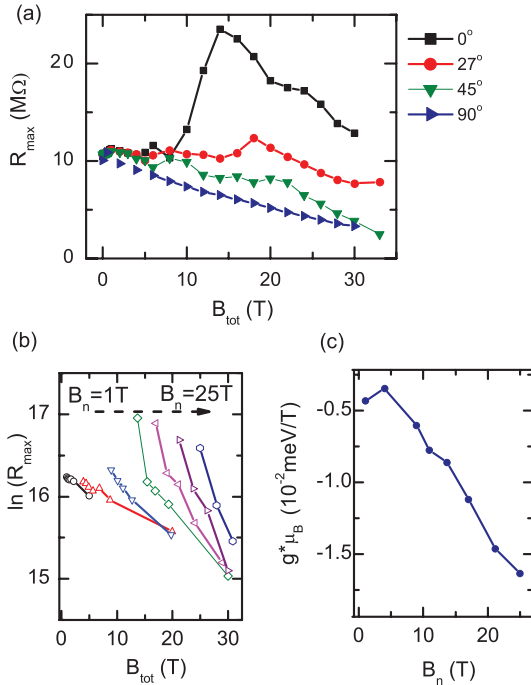 (a)
R_max (MΩ)
20
10
0
0 10 20 30
B_tot (T)
0°
27°
45°
90°
(b)
B_n=1T B_n=25T
ln (R_max)
17
16
15
0 10 20 30
B_tot (T)
(c)
g*μ_B (10^-2 meV/T)
-0.5
-1.0
-1.5
0 10 20
B_n (T)